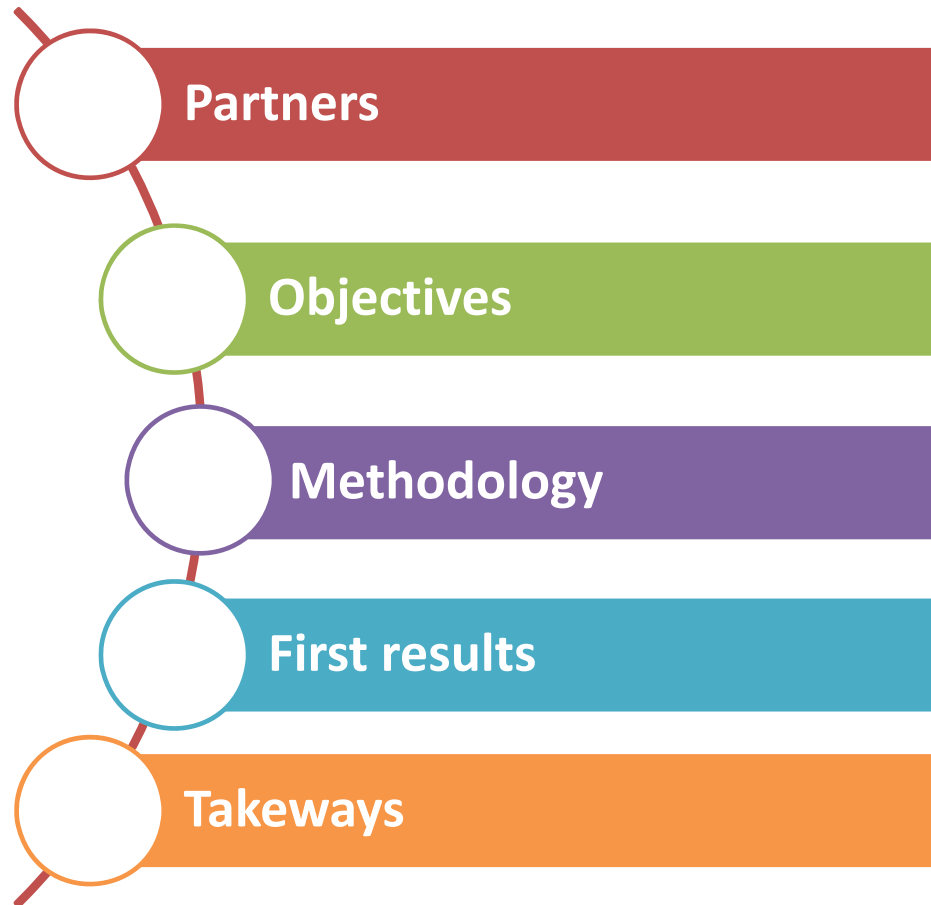 Partners
Objectives
Methodology
First results
Takeways